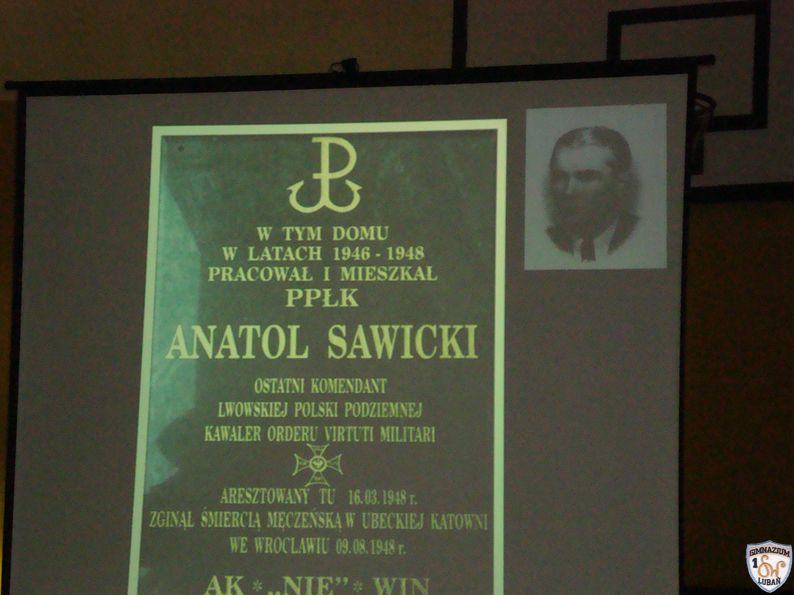 W TYM DOMU
W LATACH 1946 - 1948
PRACOWAŁ I MIESZKAŁ
PPŁK
ANATOL SAWICKI
OSTATNI KOMENDANT
LWOWSKIEJ POLSKI PODZIEMNEJ
KAWALER ORDERU VIRTUTI MILITARI
ARESZTOWANY TU 16.03.1948 r.
ZGINĄŁ ŚMIERCIĄ MĘCZEŃSKĄ W UBECKIEJ KATOWNI
WE WROCŁAWIU 09.08.1948 r.
AK * „NIE” * WIN
GIMNAZJUM
1
LUBAŃ